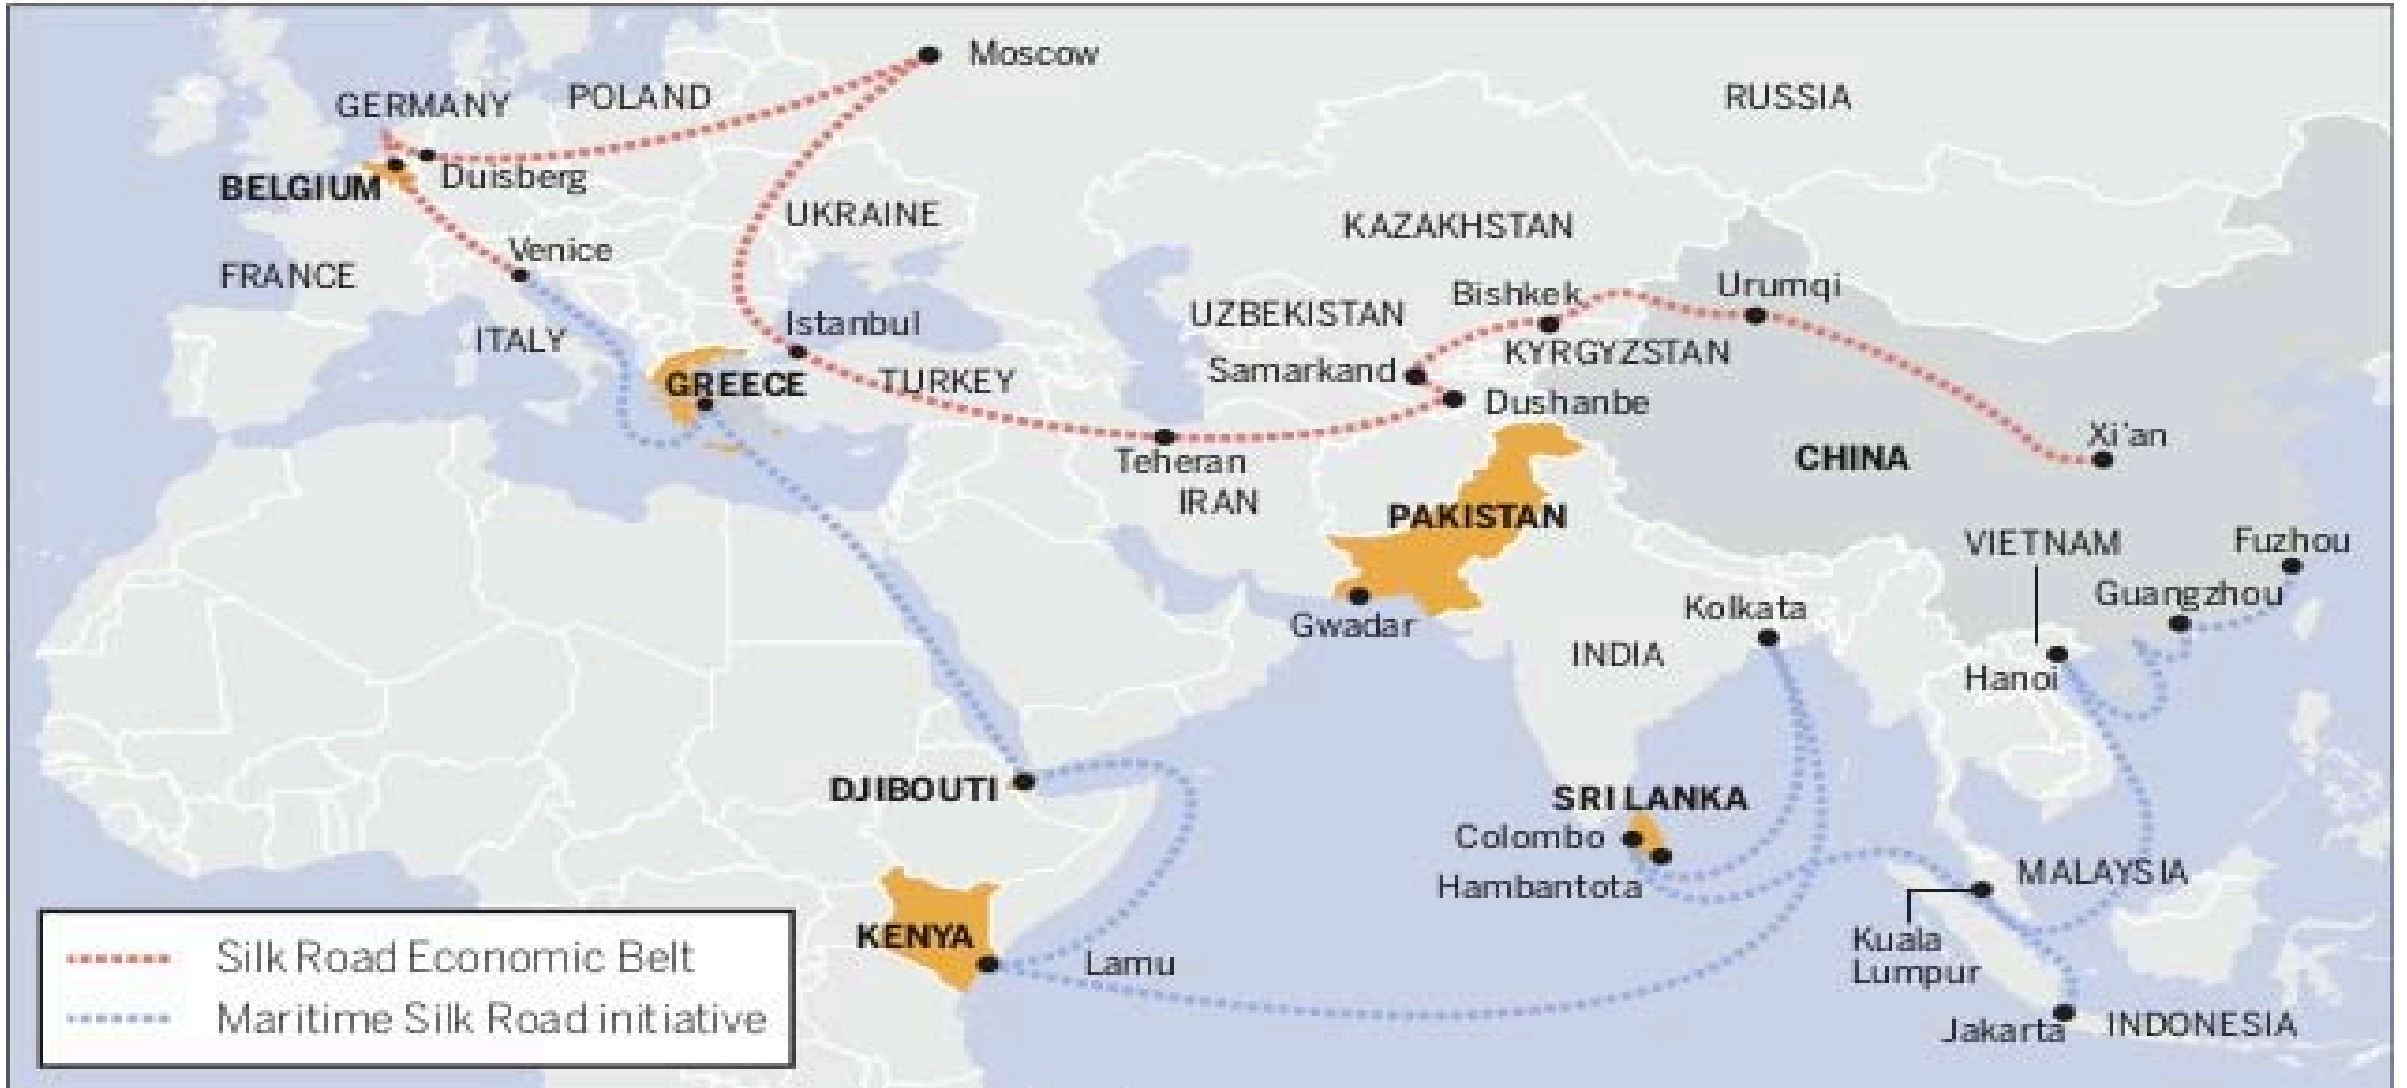 Moscow
GERMANY
POLAND
RUSSIA
BELGIUM
Duisberg
UKRAINE
KAZAKHSTAN
Venice
FRANCE
Bishkek
Urumqi
ITALY
Istanbul
UZBEKISTAN
KYRGYZSTAN
Samarkand
GREECE
TURKEY
Dushanbe
Xi'an
Teheran
IRAN
CHINA
PAKISTAN
VIETNAM
Fuzhou
Guangzhou
Gwadar
Kolkata
INDIA
Hanoi
DJIBOUTI
SRI LANKA
Colombo
Hambantota
MALAYSIA
KENYA
Lamu
Kuala
Lumpur
Jakarta
INDONESIA
Silk Road Economic Belt
Maritime Silk Road initiative